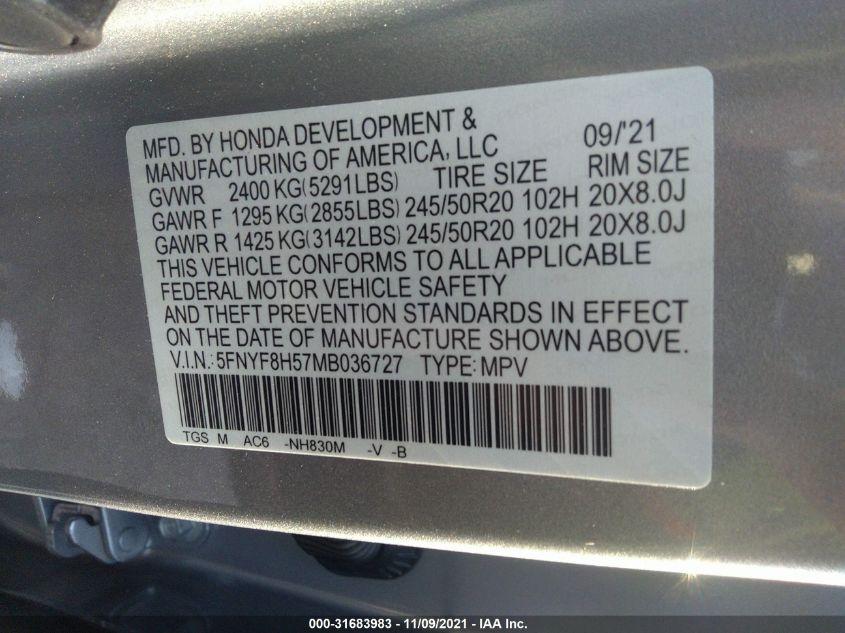 MFD. BY HONDA DEVELOPMENT &
MANUFACTURING OF AMERICA, LLC 09/'21
GVWR 2400 KG(5291LBS) TIRE SIZE RIM SIZE
GAWR F 1295 KG(2855LBS) 245/50R20 102H 20X8.0J
GAWR R 1425 KG(3142LBS) 245/50R20 102H 20X8.0J
THIS VEHICLE CONFORMS TO ALL APPLICABLE
FEDERAL MOTOR VEHICLE SAFETY
AND THEFT PREVENTION STANDARDS IN EFFECT
ON THE DATE OF MANUFACTURE SHOWN ABOVE.
V.I.N.: 5FNYF8H57MB036727 TYPE: MPV
TGS M AC6 -NH830M -V -B
000-31683983 - 11/09/2021 - IAA Inc.